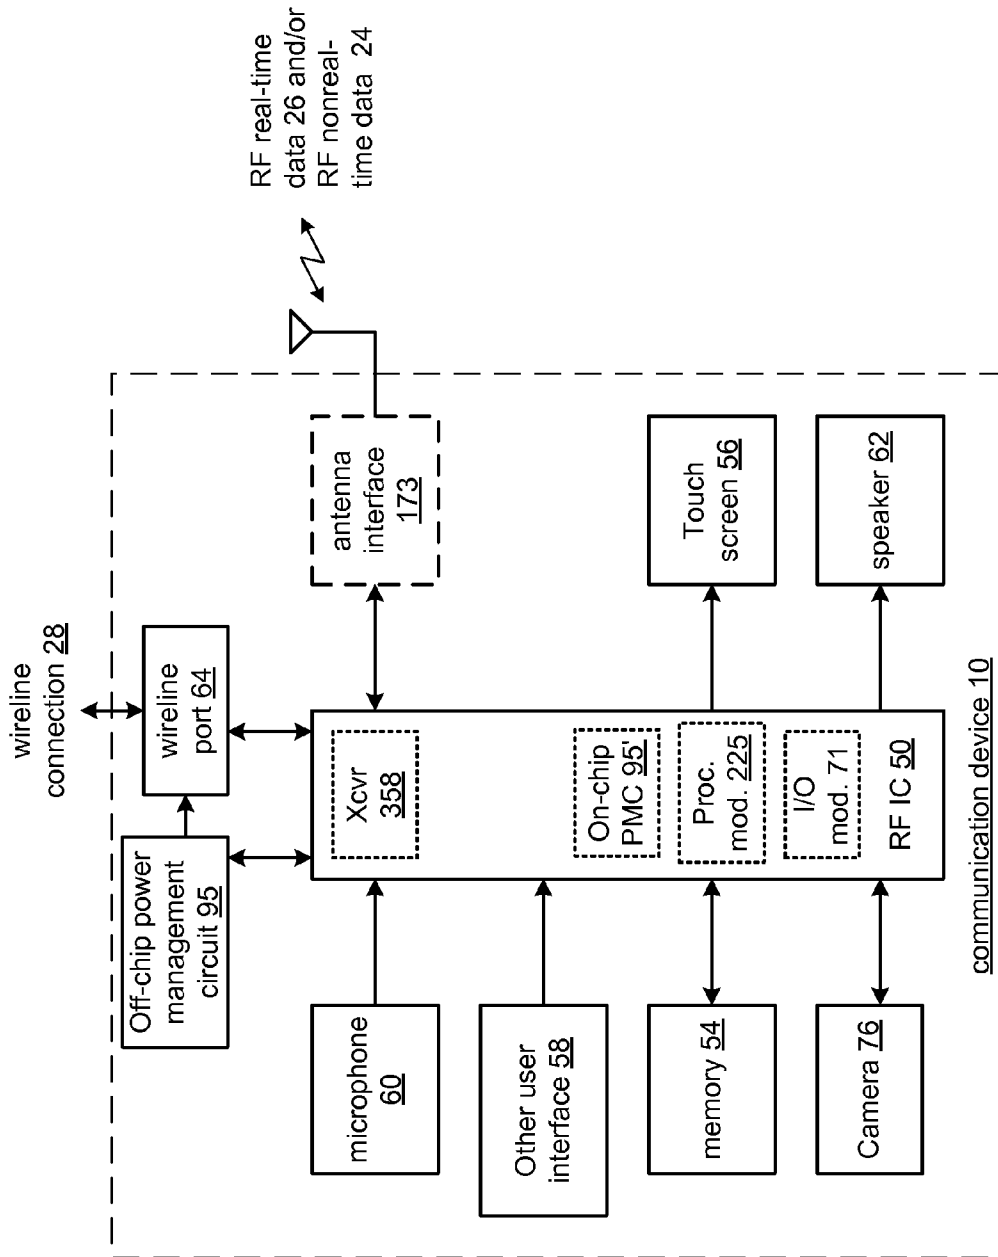 wireline
connection 28
Off-chip power
management
circuit 95
wireline
port 64
RF real-time
data 26 and/or
RF nonreal-
time data  24
microphone
60
Xcvr
358
antenna
interface
173
Other user
interface 58
On-chip
PMC 95'
memory 54
Proc.
mod. 225
Touch
screen 56
Camera 76
I/O
mod. 71
RF IC 50
speaker 62
communication device 10